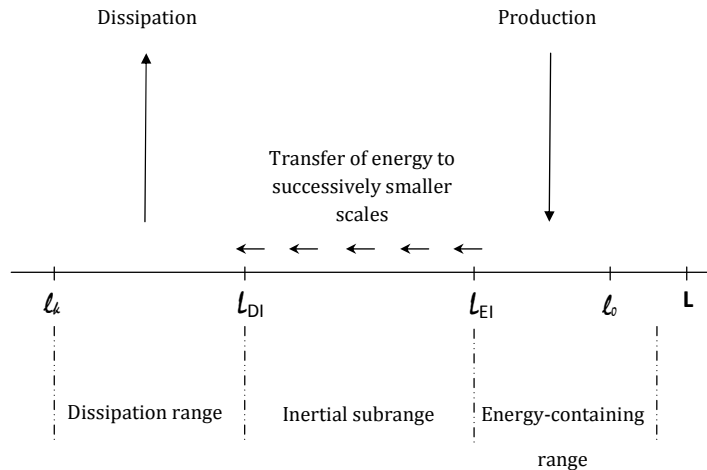 Dissipation
Production
Transfer of energy to
successively smaller
scales
ℓk
LDI
LEI
ℓ0
L
Dissipation range
Inertial subrange
Energy-containing
range